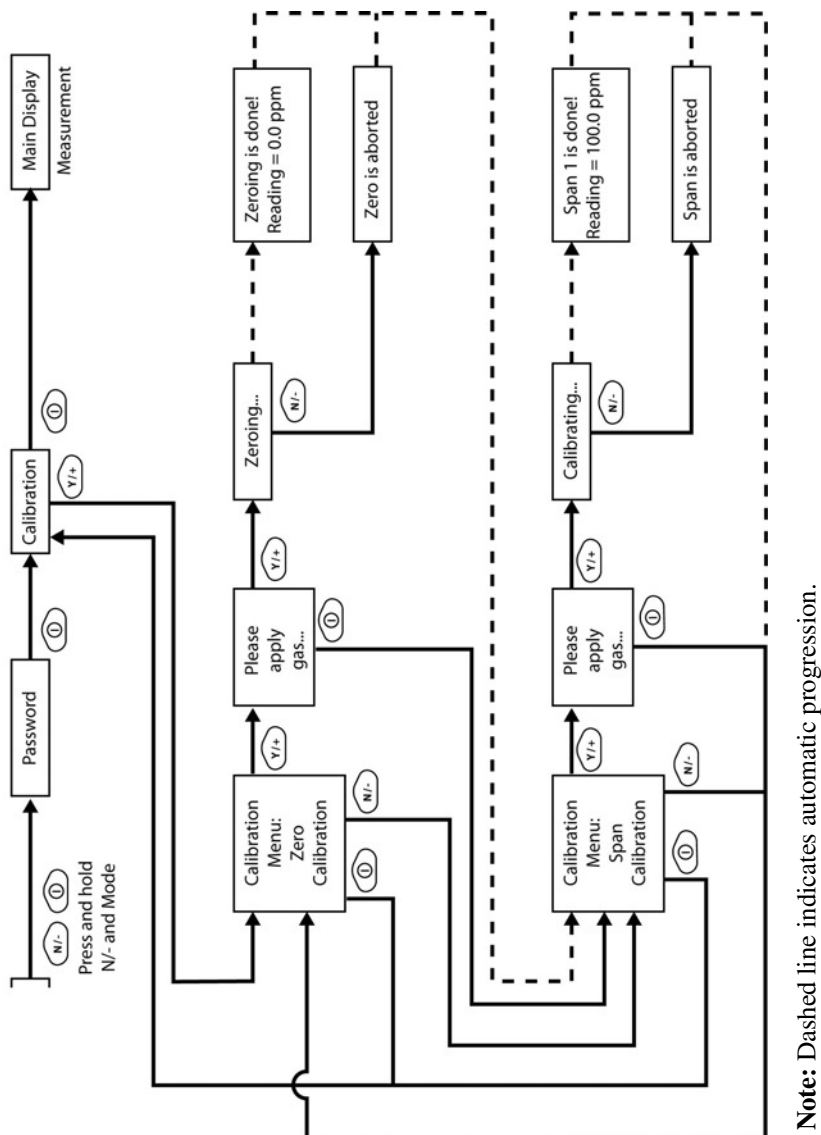 N/-
Press and hold
N/- and Mode
Password
Calibration
Y/+
Main Display
Measurement
Calibration
Menu:
Zero
Calibration
N/-
Y/+
Please
apply
gas...
Y/+
Zeroing...
N/-
Zeroing is done!
Reading = 0.0 ppm
Zero is aborted
Calibration
Menu:
Span
Calibration
N/-
Y/+
Please
apply
gas...
Y/+
Calibrating...
N/-
Span 1 is done!
Reading = 100.0 ppm
Span is aborted
Note: Dashed line indicates automatic progression.